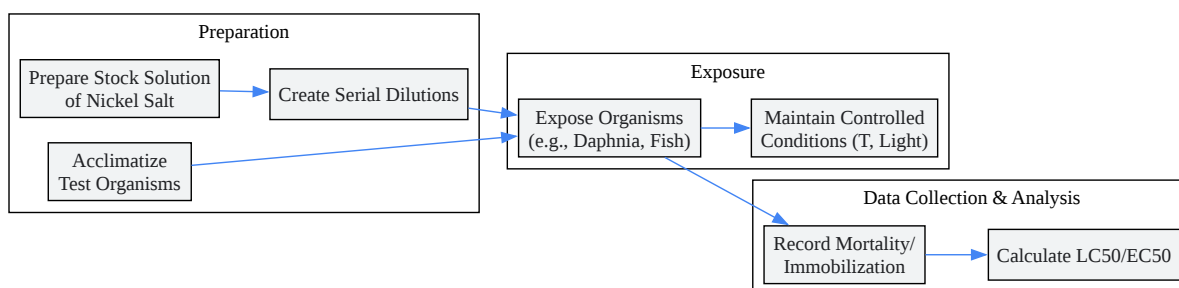 Preparation
Prepare Stock Solution
of Nickel Salt
Create Serial Dilutions
Acclimatize
Test Organisms
Exposure
Expose Organisms
(e.g., Daphnia, Fish)
Maintain Controlled
Conditions (T, Light)
Data Collection & Analysis
Record Mortality/
Immobilization
Calculate LC50/EC50